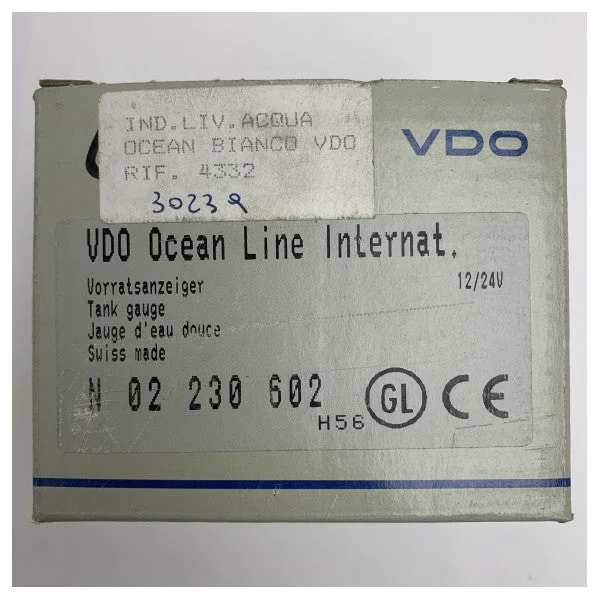 IND.LIV.ACQUA
OCEAN BIANCO VDO
RIF. 4332
VDO
VDO Ocean Line Internat.
Vorratsanzeiger
12/24V
Tank gauge
Jauge d'eau douce
Swiss made
N 02 230 602
H56
GL
CE